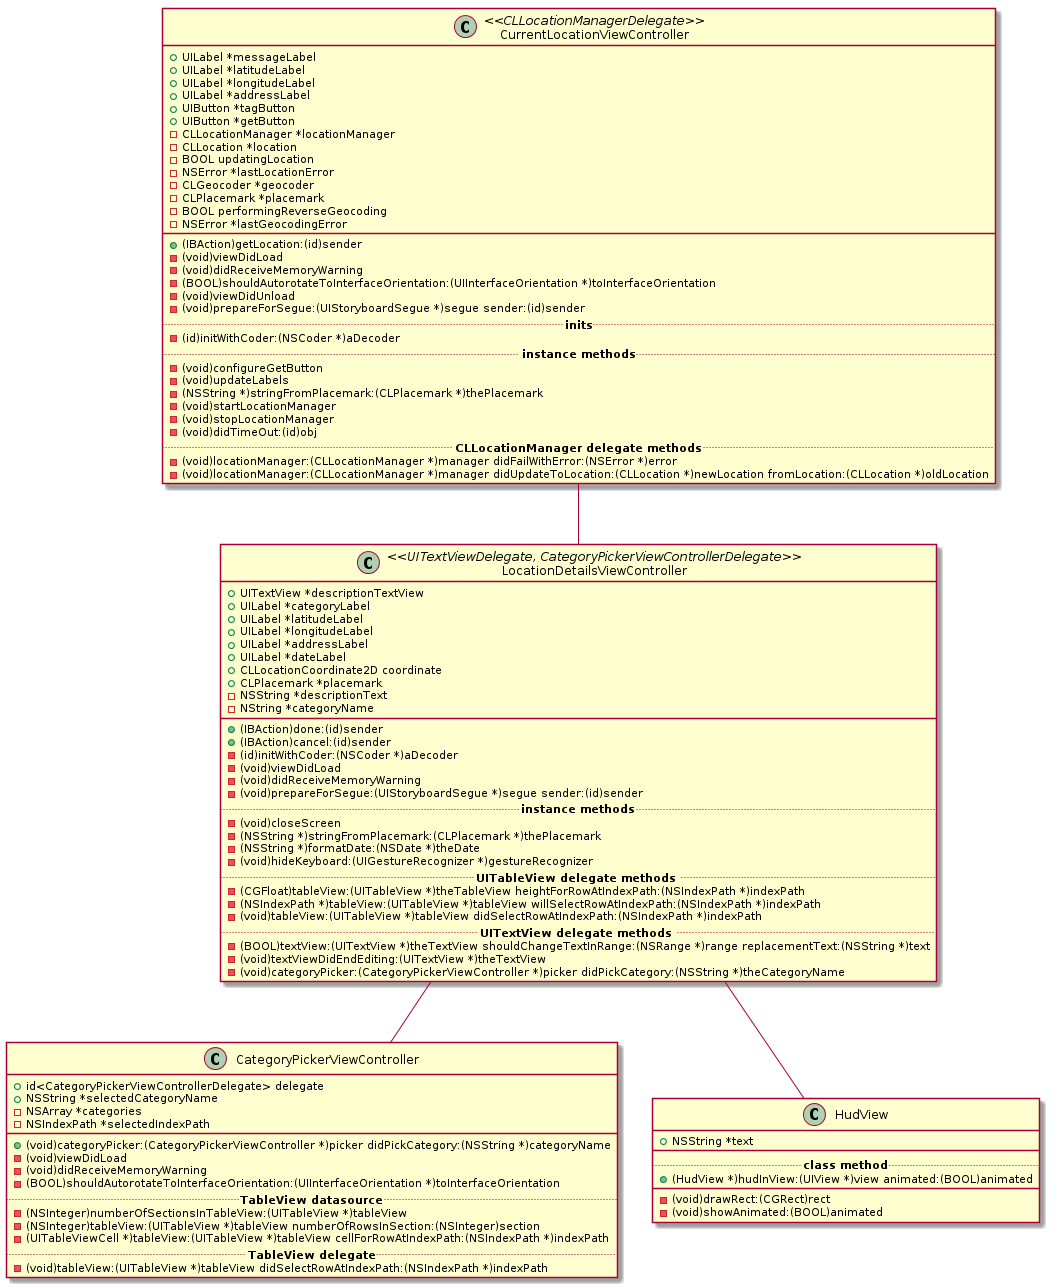 C <<CLLocationManagerDelegate>>
CurrentLocationViewController
UILabel *messageLabel
UILabel *latitudeLabel
UILabel *longitudeLabel
UILabel *addressLabel
UIButton *tagButton
UIButton *getButton
CLLocationManager *locationManager
CLLocation *location
BOOL updatingLocation
NSError *lastLocationError
CLGeocoder *geocoder
CLPlacemark *placemark
BOOL performingReverseGeocoding
NSError *lastGeocodingError
(IBAction)getLocation:(id)sender
(void)viewDidLoad
(void)didReceiveMemoryWarning
(BOOL)shouldAutorotateToInterfaceOrientation:(UIInterfaceOrientation *)toInterfaceOrientation
(void)viewDidUnload
(void)prepareForSegue:(UIStoryboardSegue *)segue sender:(id)sender
inits
(id)initWithCoder:(NSCoder *)aDecoder
instance methods
(void)configureGetButton
(void)updateLabels
(NSString *)stringFromPlacemark:(CLPlacemark *)thePlacemark
(void)startLocationManager
(void)stopLocationManager
(void)didTimeOut:(id)obj
CLLocationManager delegate methods
(void)locationManager:(CLLocationManager *)manager didFailWithError:(NSError *)error
(void)locationManager:(CLLocationManager *)manager didUpdateToLocation:(CLLocation *)newLocation fromLocation:(CLLocation *)oldLocation
C <<UITextViewDelegate, CategoryPickerViewControllerDelegate>>
LocationDetailsViewController
UITextView *descriptionTextView
UILabel *categoryLabel
UILabel *latitudeLabel
UILabel *longitudeLabel
UILabel *addressLabel
UILabel *dateLabel
CLLocationCoordinate2D coordinate
CLPlacemark *placemark
NSString *descriptionText
NString *categoryName
(IBAction)done:(id)sender
(IBAction)cancel:(id)sender
(id)initWithCoder:(NSCoder *)aDecoder
(void)viewDidLoad
(void)didReceiveMemoryWarning
(void)prepareForSegue:(UIStoryboardSegue *)segue sender:(id)sender
instance methods
(void)closeScreen
(NSString *)stringFromPlacemark:(CLPlacemark *)thePlacemark
(NSString *)formatDate:(NSDate *)theDate
(void)hideKeyboard:(UIGestureRecognizer *)gestureRecognizer
UITableView delegate methods
(CGFloat)tableView:(UITableView *)theTableView heightForRowAtIndexPath:(NSIndexPath *)indexPath
(NSIndexPath *)tableView:(UITableView *)tableView willSelectRowAtIndexPath:(NSIndexPath *)indexPath
(void)tableView:(UITableView *)tableView didSelectRowAtIndexPath:(NSIndexPath *)indexPath
UITextView delegate methods
(BOOL)textView:(UITextView *)theTextView shouldChangeTextInRange:(NSRange *)range replacementText:(NSString *)text
(void)textViewDidEndEditing:(UITextView *)theTextView
(void)categoryPicker:(CategoryPickerViewController *)picker didPickCategory:(NSString *)theCategoryName
C CategoryPickerViewController
id<CategoryPickerViewControllerDelegate> delegate
NSString *selectedCategoryName
NSArray *categories
NSIndexPath *selectedIndexPath
(void)categoryPicker:(CategoryPickerViewController *)picker didPickCategory:(NSString *)categoryName
(void)viewDidLoad
(void)didReceiveMemoryWarning
(BOOL)shouldAutorotateToInterfaceOrientation:(UIInterfaceOrientation *)toInterfaceOrientation
TableView datasource
(NSInteger)numberOfSectionsInTableView:(UITableView *)tableView
(NSInteger)tableView:(UITableView *)tableView numberOfRowsInSection:(NSInteger)section
(UITableViewCell *)tableView:(UITableView *)tableView cellForRowAtIndexPath:(NSIndexPath *)indexPath
TableView delegate
(void)tableView:(UITableView *)tableView didSelectRowAtIndexPath:(NSIndexPath *)indexPath
C HudView
NSString *text
class method
(HudView *)hudInView:(UIView *)view animated:(BOOL)animated
(void)drawRect:(CGRect)rect
(void)showAnimated:(BOOL)animated